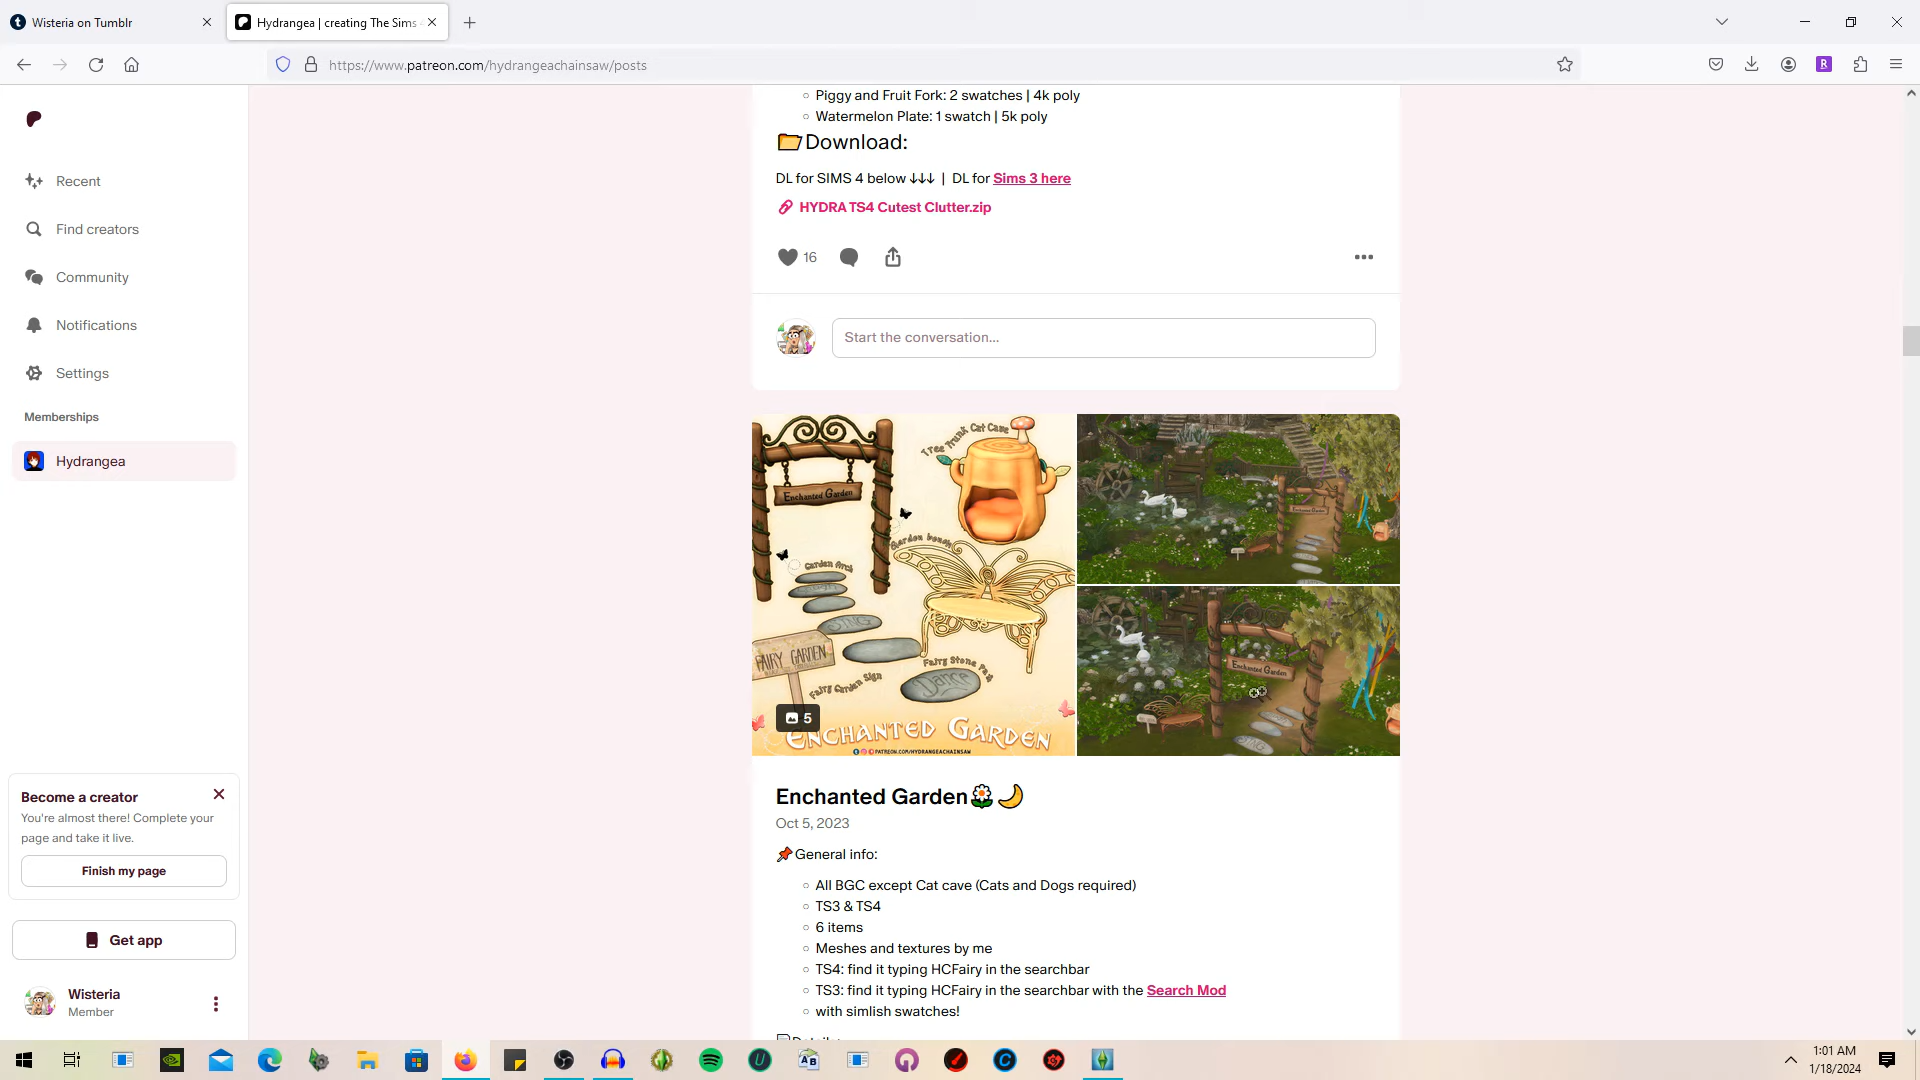 Wisteria on Tumblr
Hydrangea | creating The Sims
https://www.patreon.com/hydrangeachainsaw/posts
Recent
Find creators
Community
Notifications
Settings
Memberships
Hydrangea
Become a creator
You're almost there! Complete your
page and take it live.
Finish my page
Get app
Wisteria
Member
Piggy and Fruit Fork: 2 swatches | 4k poly
Watermelon Plate: 1 swatch | 5k poly
📂Download:
DL for SIMS 4 below ↓↓↓ | DL for Sims 3 here
HYDRA TS4 Cutest Clutter.zip
16
Start the conversation...
Tree Trunk Cat Cave
Enchanted Garden
Garden bench
Garden Arch
SING
FAIRY GARDEN
Fairy Stone Path
Fairy Garden Sign
Dance
5
ENCHANTED GARDEN
PATREON.COM/HYDRANGEACHAINSAW
Enchanted Garden
SING
Enchanted Garden🌼🌙
Oct 5, 2023
📌General info:
All BGC except Cat cave (Cats and Dogs required)
TS3 & TS4
6 items
Meshes and textures by me
TS4: find it typing HCFairy in the searchbar
TS3: find it typing HCFairy in the searchbar with the Search Mod
with simlish swatches!
1:01 AM
1/18/2024